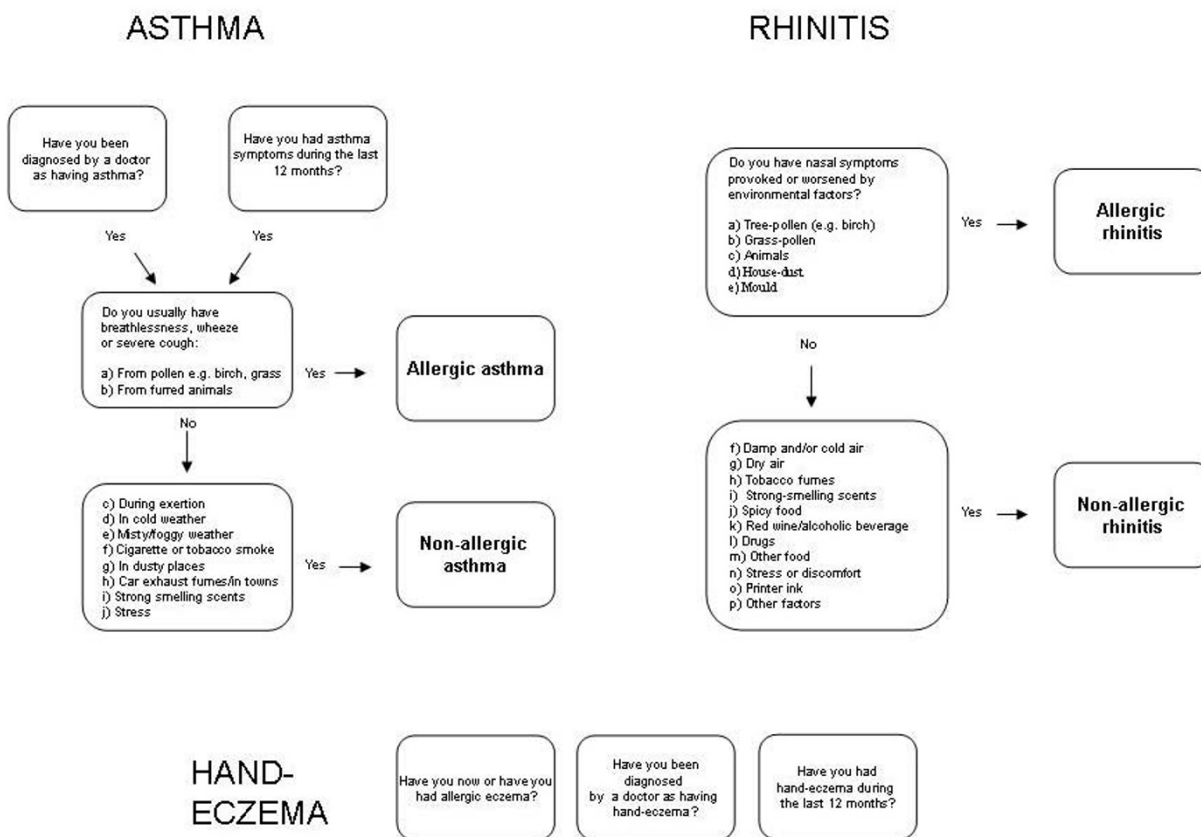 ASTHMA
Have you been
diagnosed by a doctor
as having asthma?
Have you had asthma
symptoms during the last
12 months?
Yes
Yes
Do you usually have
breathlessness, wheeze
or severe cough:
a) From pollen e.g. birch, grass
b) From furred animals
Yes
Allergic asthma
No
c) During exertion
d) In cold weather
e) Misty/foggy weather
f) Cigarette or tobacco smoke
g) In dusty places
h) Car exhaust fumes/in towns
i) Strong smelling scents
j) Stress
Yes
Non-allergic
asthma
RHINITIS
Do you have nasal symptoms
provoked or worsened by
environmental factors?
a) Tree-pollen (e.g. birch)
b) Grass-pollen
c) Animals
d) House-dust
e) Mould
Yes
Allergic
rhinitis
No
f) Damp and/or cold air
g) Dry air
h) Tobacco fumes
i) Strong-smelling scents
j) Spicy food
k) Red wine/alcoholic beverage
l) Drugs
m) Other food
n) Stress or discomfort
o) Printer ink
p) Other factors
Yes
Non-allergic
rhinitis
HAND-
ECZEMA
Have you now or have you
had allergic eczema?
Have you been
diagnosed
by a doctor as having
hand-eczema?
Have you had
hand-eczema during
the last 12 months?